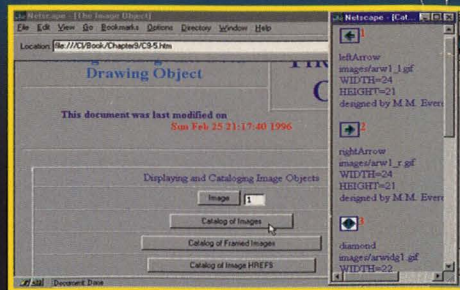 Netscape - [The Image Object]
File Edit View Go Bookmarks Options Directory Window Help
Location: file:///C|/Book/Chapter9/C9-5.htm
Drawing Object
This document was last modified on
Sun Feb 25 21:17:40 1996
Displaying and Cataloging Image Objects
Image 1
Catalog of Images
Catalog of Framed Images
Catalog of Image HREFS
Document: Done
Netscape - [Cat...
1
leftArrow
images/arw1_1.gif
WIDTH=24
HEIGHT=21
designed by M.M. Evers
2
rightArrow
images/arw1_r.gif
WIDTH=24
HEIGHT=21
designed by M.M. Evers
3
diamond
images/arwidg1.gif
WIDTH=22